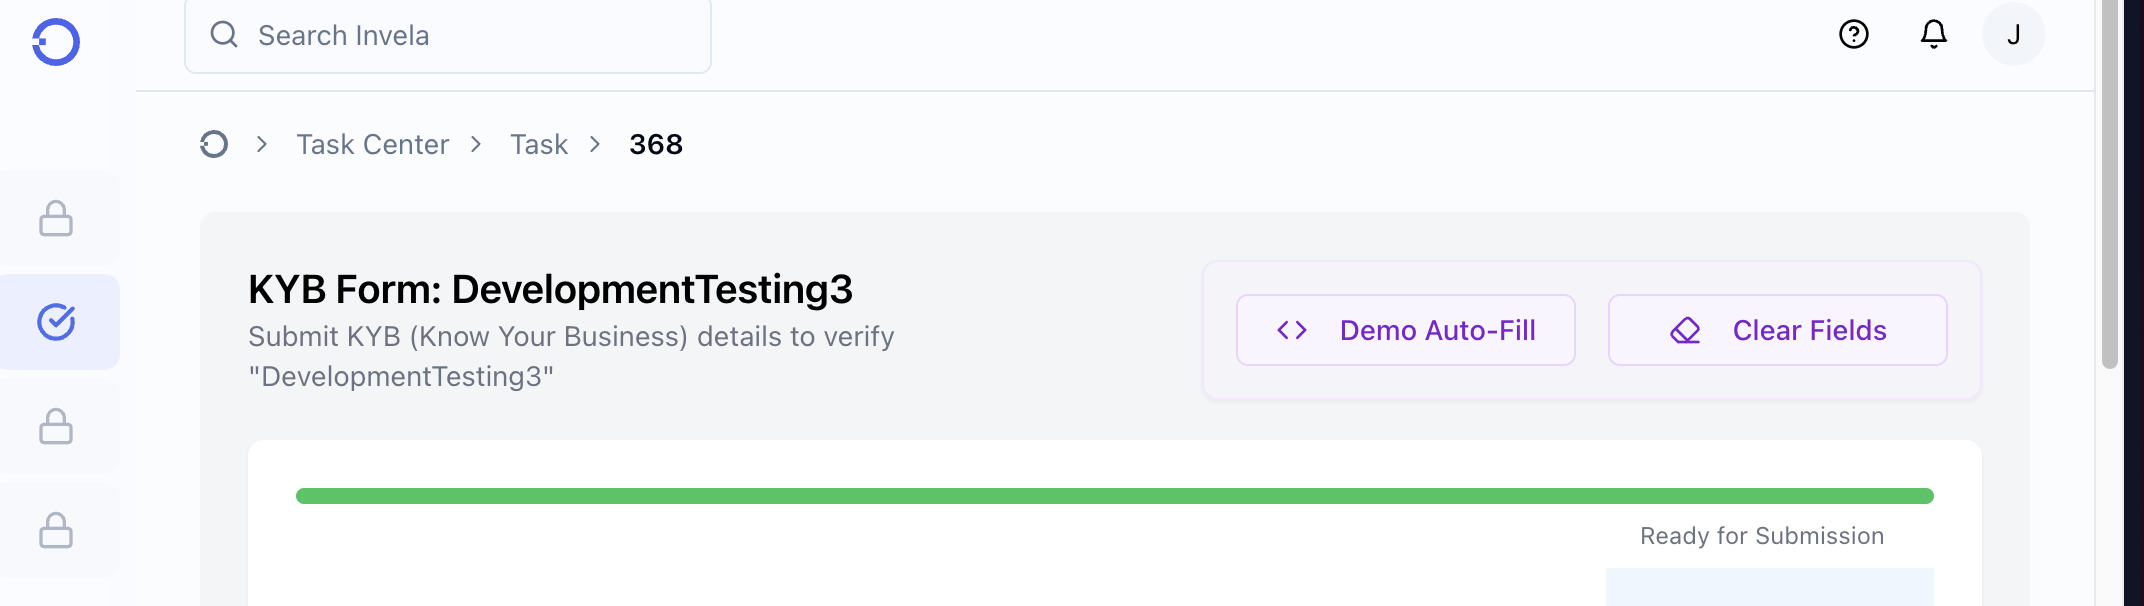 Search Invela
J
Task Center
Task
368
KYB Form: DevelopmentTesting3
Submit KYB (Know Your Business) details to verify
"DevelopmentTesting3"
Demo Auto-Fill
Clear Fields
Ready for Submission